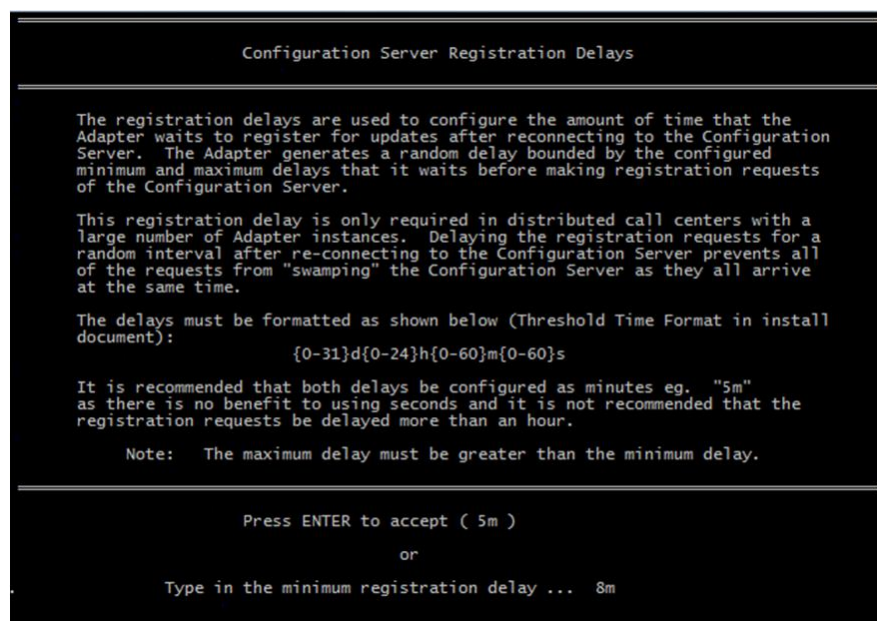 Configuration Server Registration Delays
The registration delays are used to configure the amount of time that the
Adapter waits to register for updates after reconnecting to the Configuration
Server.  The Adapter generates a random delay bounded by the configured
minimum and maximum delays that it waits before making registration requests
of the Configuration Server.
This registration delay is only required in distributed call centers with a
large number of Adapter instances.  Delaying the registration requests for a
random interval after re-connecting to the Configuration Server prevents all
of the requests from "swamping" the Configuration Server as they all arrive
at the same time.
The delays must be formatted as shown below (Threshold Time Format in install
document):
{0-31}d{0-24}h{0-60}m{0-60}s
It is recommended that both delays be configured as minutes eg.  "5m"
as there is no benefit to using seconds and it is not recommended that the
registration requests be delayed more than an hour.
Note:   The maximum delay must be greater than the minimum delay.
Press ENTER to accept ( 5m )
or
Type in the minimum registration delay ...  8m